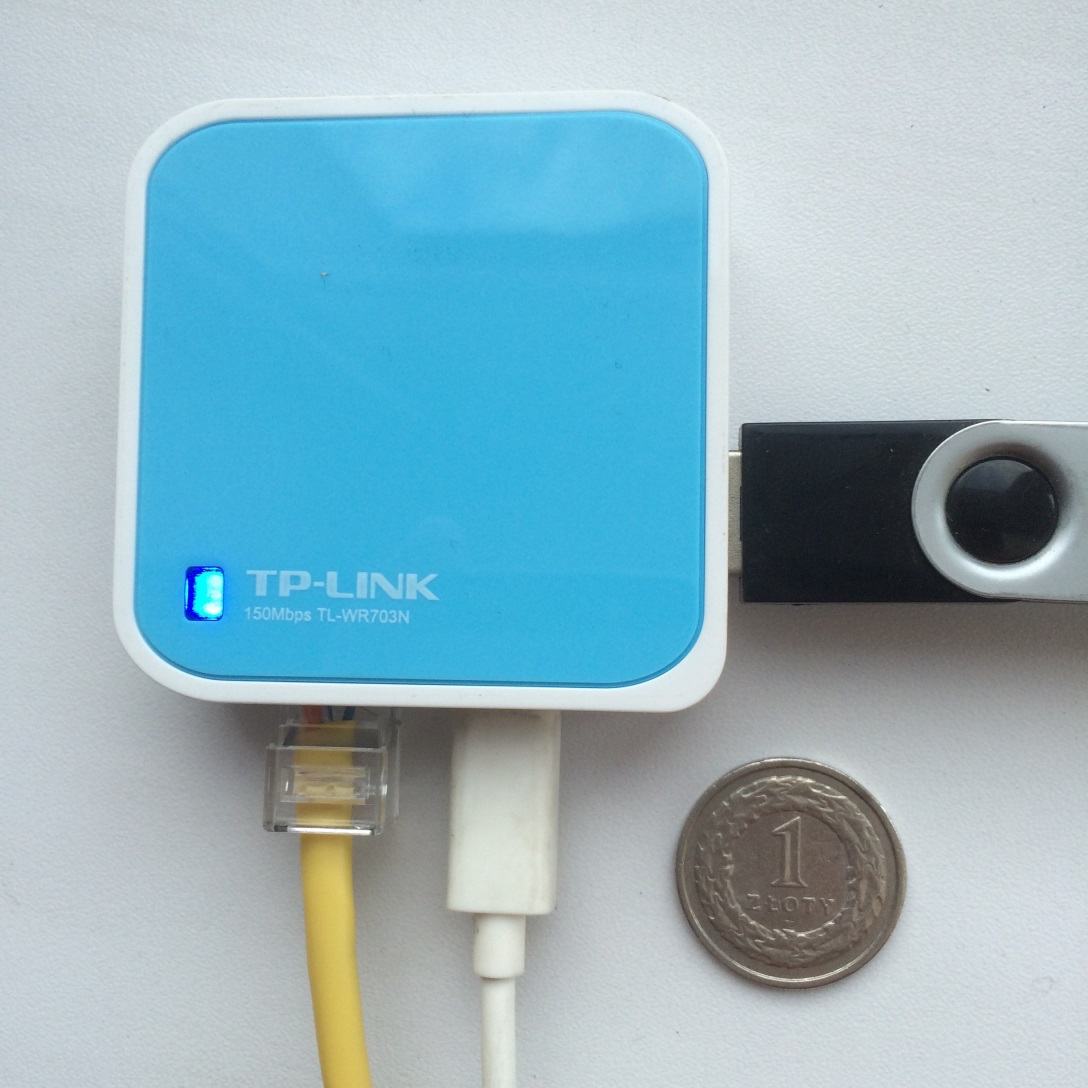 TP-LINK
150Mbps TL-WR703N
1
ZŁOTY